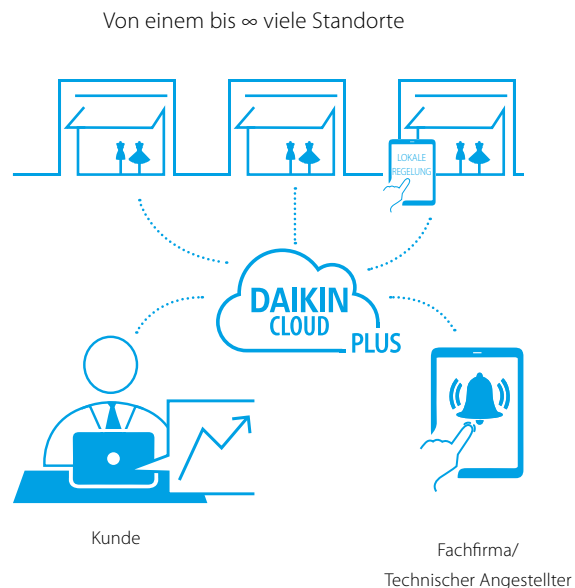 Von einem bis ∞ viele Standorte
LOKALE
REGELUNG
DAIKIN
CLOUD
PLUS
Kunde
Fachfirma/
Technischer Angestellter